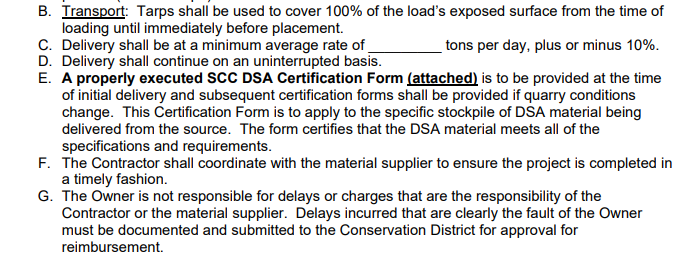 B. Transport: Tarps shall be used to cover 100% of the load's exposed surface from the time of
loading until immediately before placement.
C. Delivery shall be at a minimum average rate of __________ tons per day, plus or minus 10%.
D. Delivery shall continue on an uninterrupted basis.
E. A properly executed SCC DSA Certification Form (attached) is to be provided at the time
of initial delivery and subsequent certification forms shall be provided if quarry conditions
change. This Certification Form is to apply to the specific stockpile of DSA material being
delivered from the source. The form certifies that the DSA material meets all of the
specifications and requirements.
F. The Contractor shall coordinate with the material supplier to ensure the project is completed in
a timely fashion.
G. The Owner is not responsible for delays or charges that are the responsibility of the
Contractor or the material supplier. Delays incurred that are clearly the fault of the Owner
must be documented and submitted to the Conservation District for approval for
reimbursement.